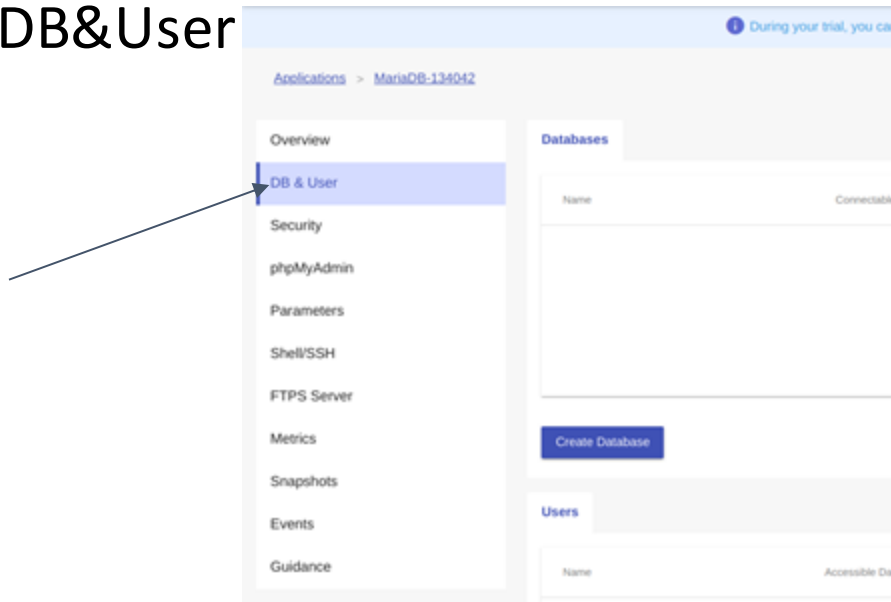 DB&User
During your trial, you
Applications > MariaDB-134042
Overview
DB & User
Security
phpMyAdmin
Parameters
Shell/SSH
FTPS Server
Metrics
Snapshots
Events
Guidance
Databases
Name
Create Database
Users
Name Accessible